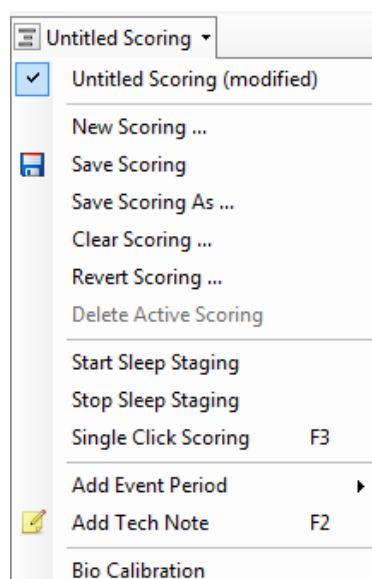 Untitled Scoring
Untitled Scoring (modified)
New Scoring ...
Save Scoring
Save Scoring As ...
Clear Scoring ...
Revert Scoring ...
Delete Active Scoring
Start Sleep Staging
Stop Sleep Staging
Single Click Scoring F3
Add Event Period
Add Tech Note F2
Bio Calibration